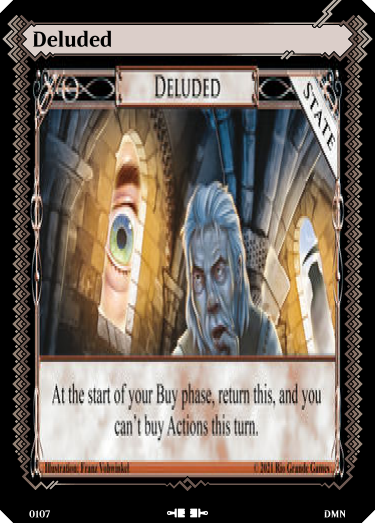 Deluded
DELUDED
STATE
At the start of your Buy phase, return this, and you
can't buy Actions this turn.
Illustration: Franz Vohwinkel
© 2021 Rio Grande Games
0107
DMN